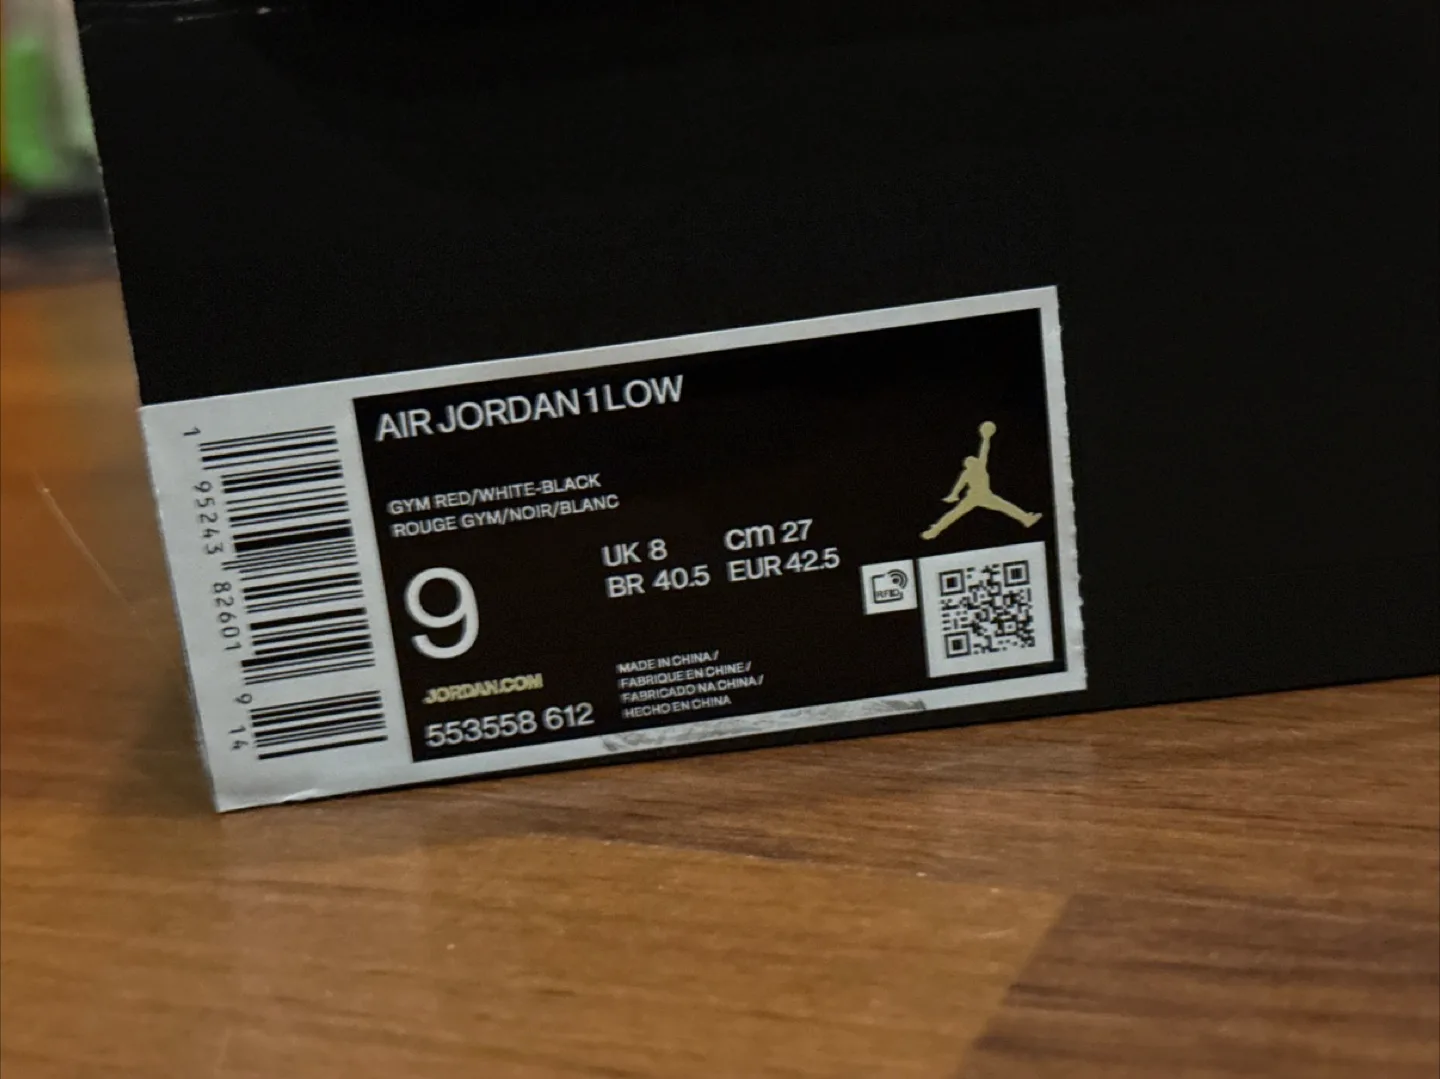 AIR JORDAN 1 LOW
GYM RED/WHITE-BLACK
ROUGE GYM/NOIR/BLANC
9
UK 8
cm 27
BR 40.5
EUR 42.5
RFID
JORDAN.COM
553558 612
MADE IN CHINA/
FABRIQUE EN CHINE/
FABRICADO NA CHINA/
HECHO EN CHINA
1 95243 82601 9 14